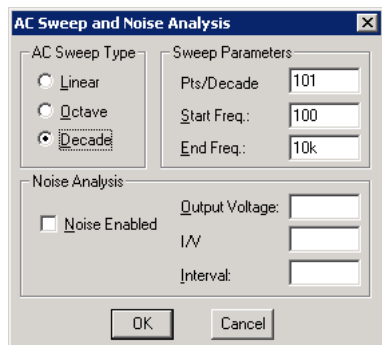 AC Sweep and Noise Analysis
AC Sweep Type
Linear
Octave
Decade
Sweep Parameters
Pts/Decade 101
Start Freq.: 100
End Freq.: 10k
Noise Analysis
Noise Enabled
Output Voltage:
I/V
Interval:
OK Cancel